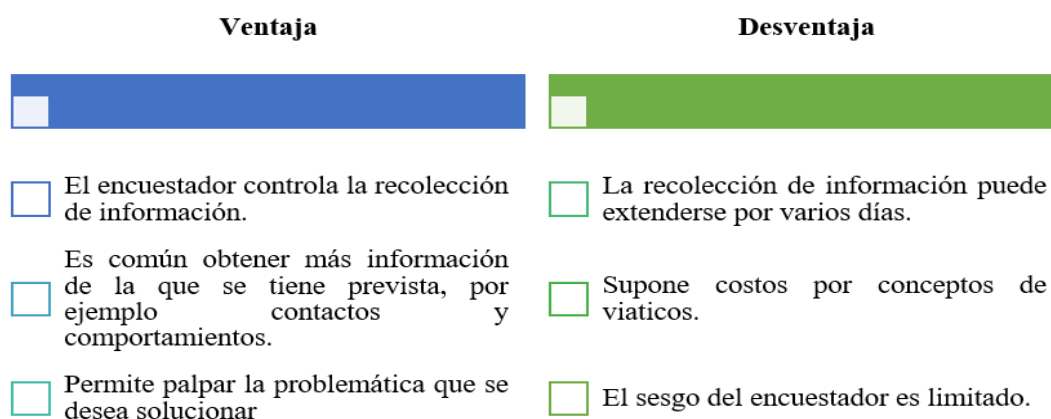 Ventaja
El encuestador controla la recolección
de información.
Es común obtener más información
de la que se tiene prevista, por
ejemplo contactos y
comportamientos.
Permite palpar la problemática que se
desea solucionar
Desventaja
La recolección de información puede
extenderse por varios días.
Supone costos por conceptos de
viaticos.
El sesgo del encuestador es limitado.